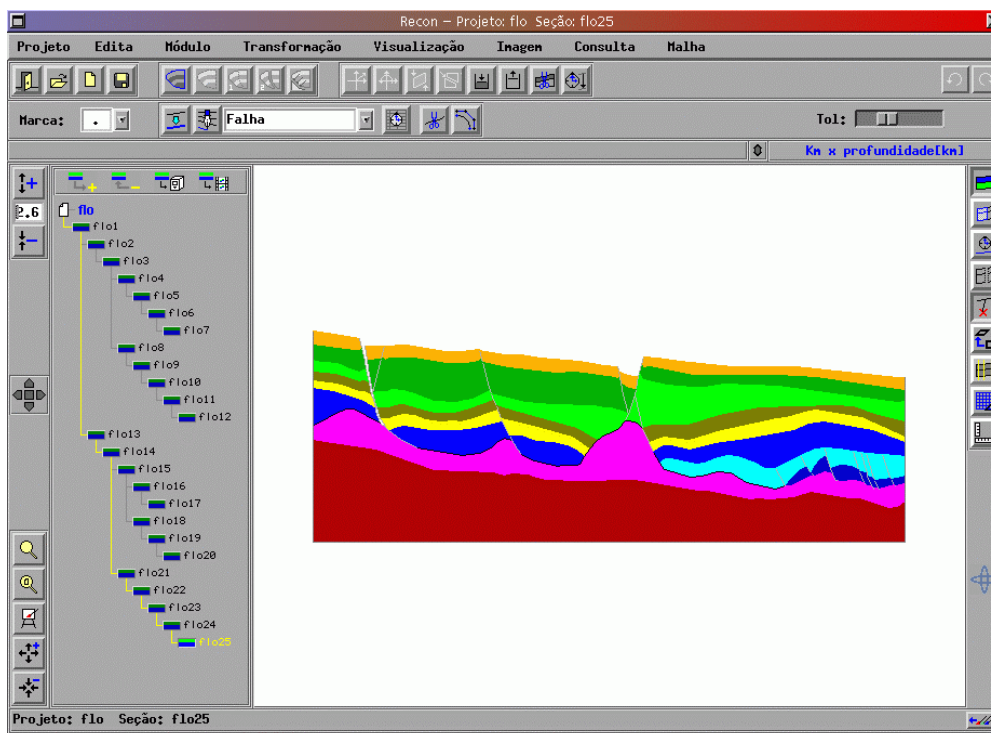 Recon – Projeto: flo Seção: flo25
Projeto Edita Módulo Transformação Visualização Imagem Consulta Malha
Marca: . Falha Tol:
Km x profundidade[km]
2.6
flo
flo1
flo2
flo3
flo4
flo5
flo6
flo7
flo8
flo9
flo10
flo11
flo12
flo13
flo14
flo15
flo16
flo17
flo18
flo19
flo20
flo21
flo22
flo23
flo24
flo25
Projeto: flo Seção: flo25